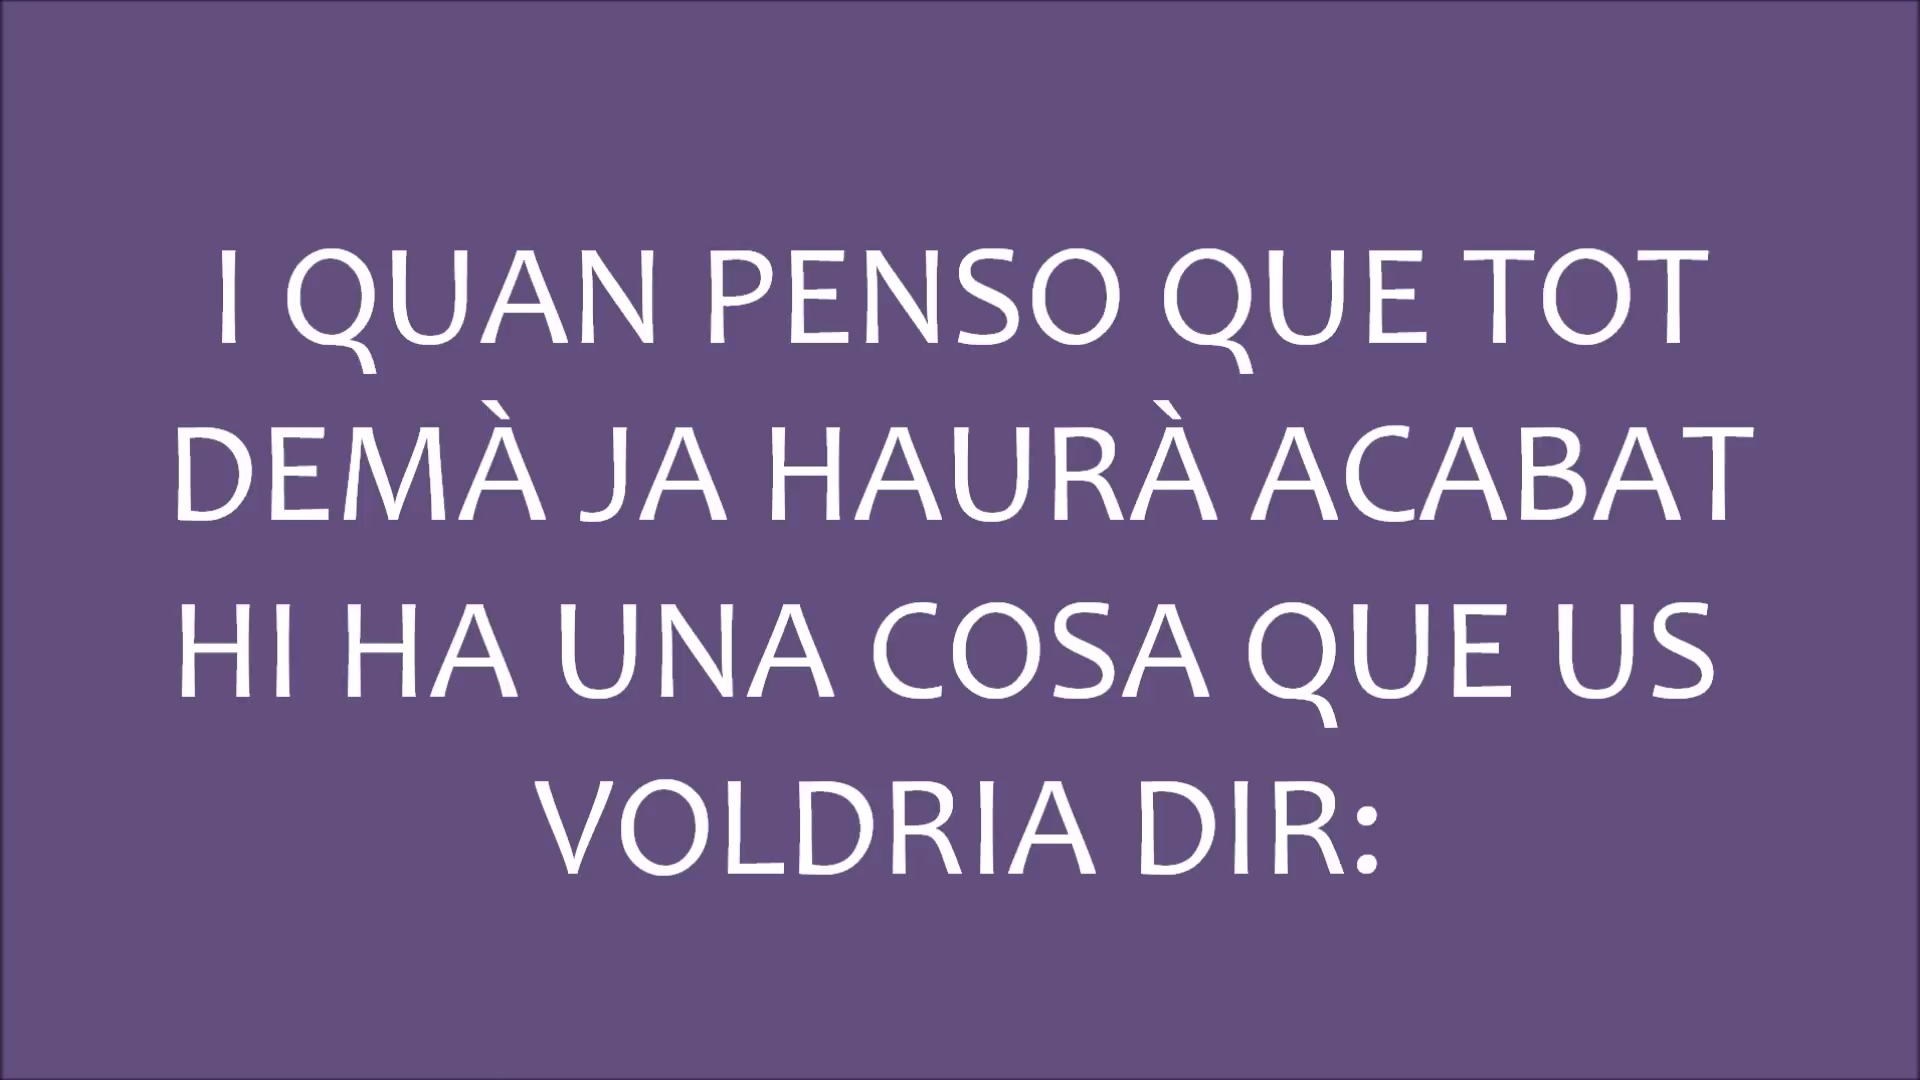 I QUAN PENSO QUE TOT
DEMÀ JA HAURÀ ACABAT
HI HA UNA COSA QUE US
VOLDRIA DIR: